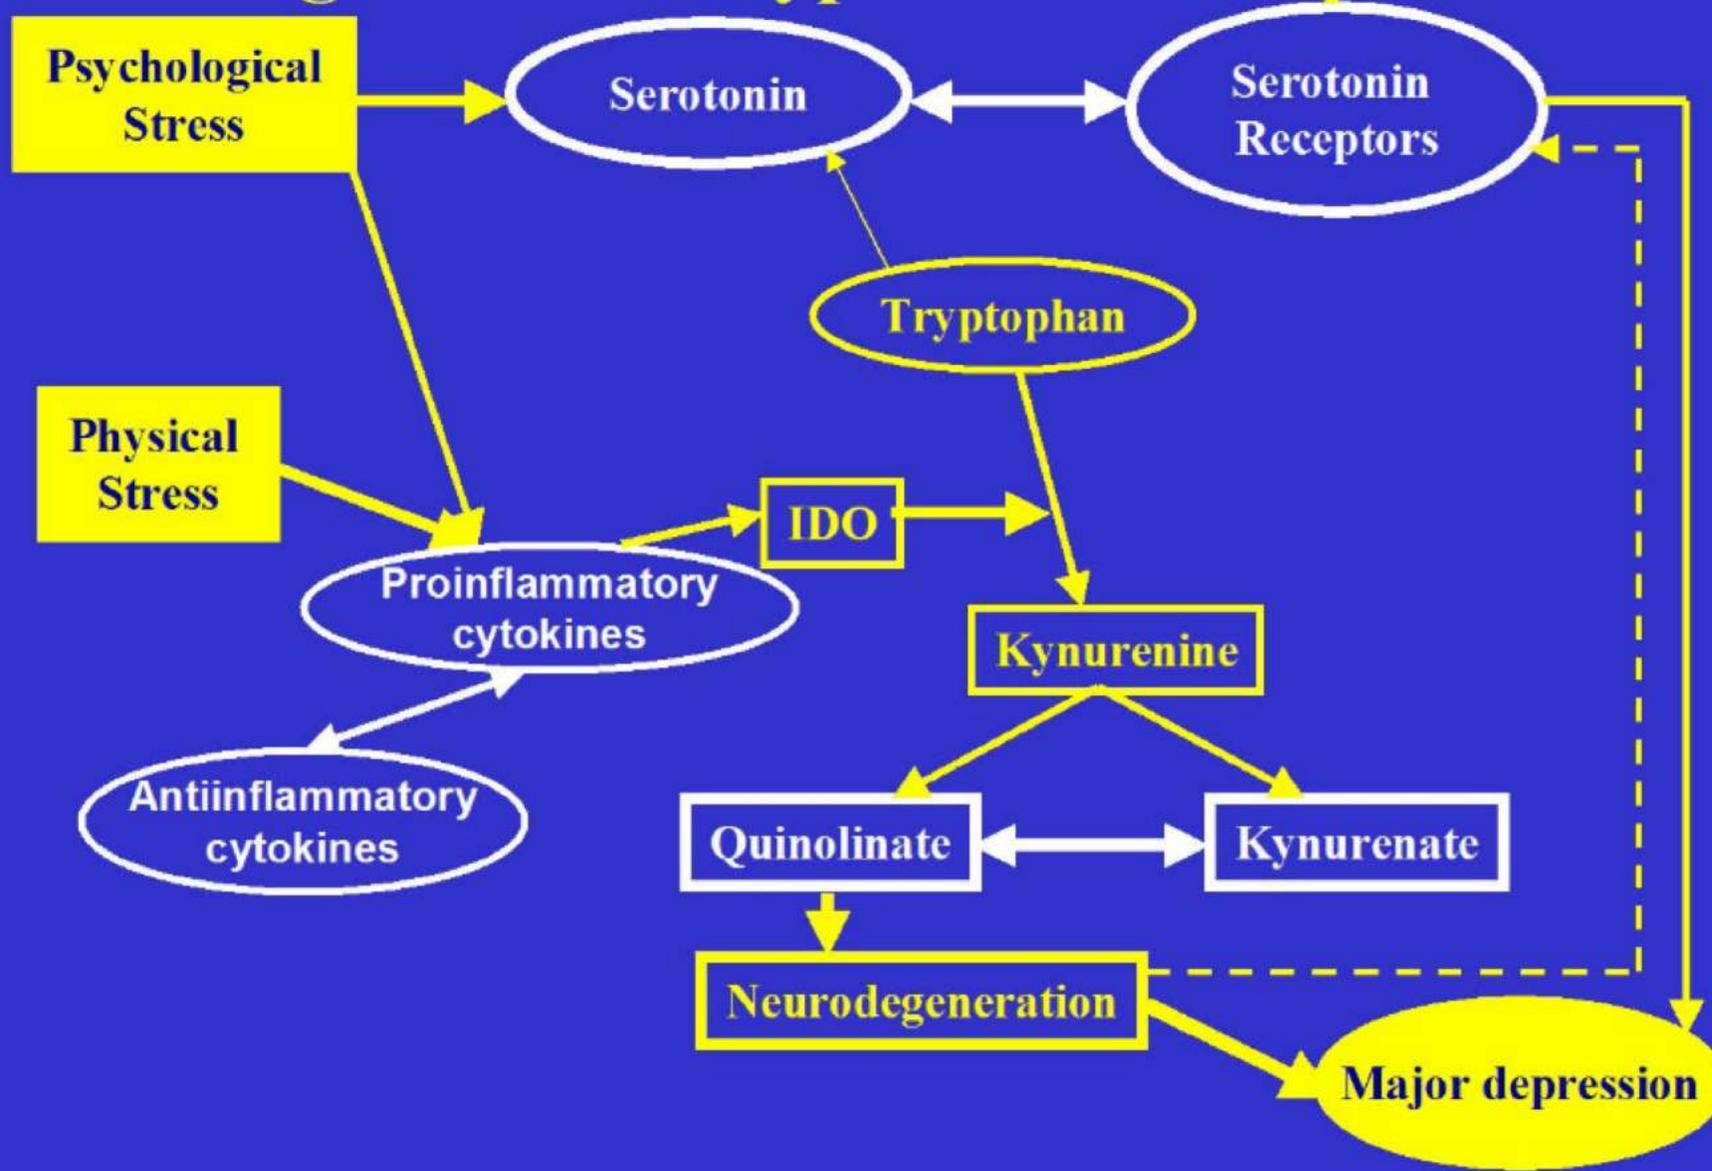 Psychological
Stress
Serotonin
Serotonin
Receptors
Tryptophan
Physical
Stress
IDO
Proinflammatory
cytokines
Kynurenine
Antiinflammatory
cytokines
Quinolinate
Kynurenate
Neurodegeneration
Major depression